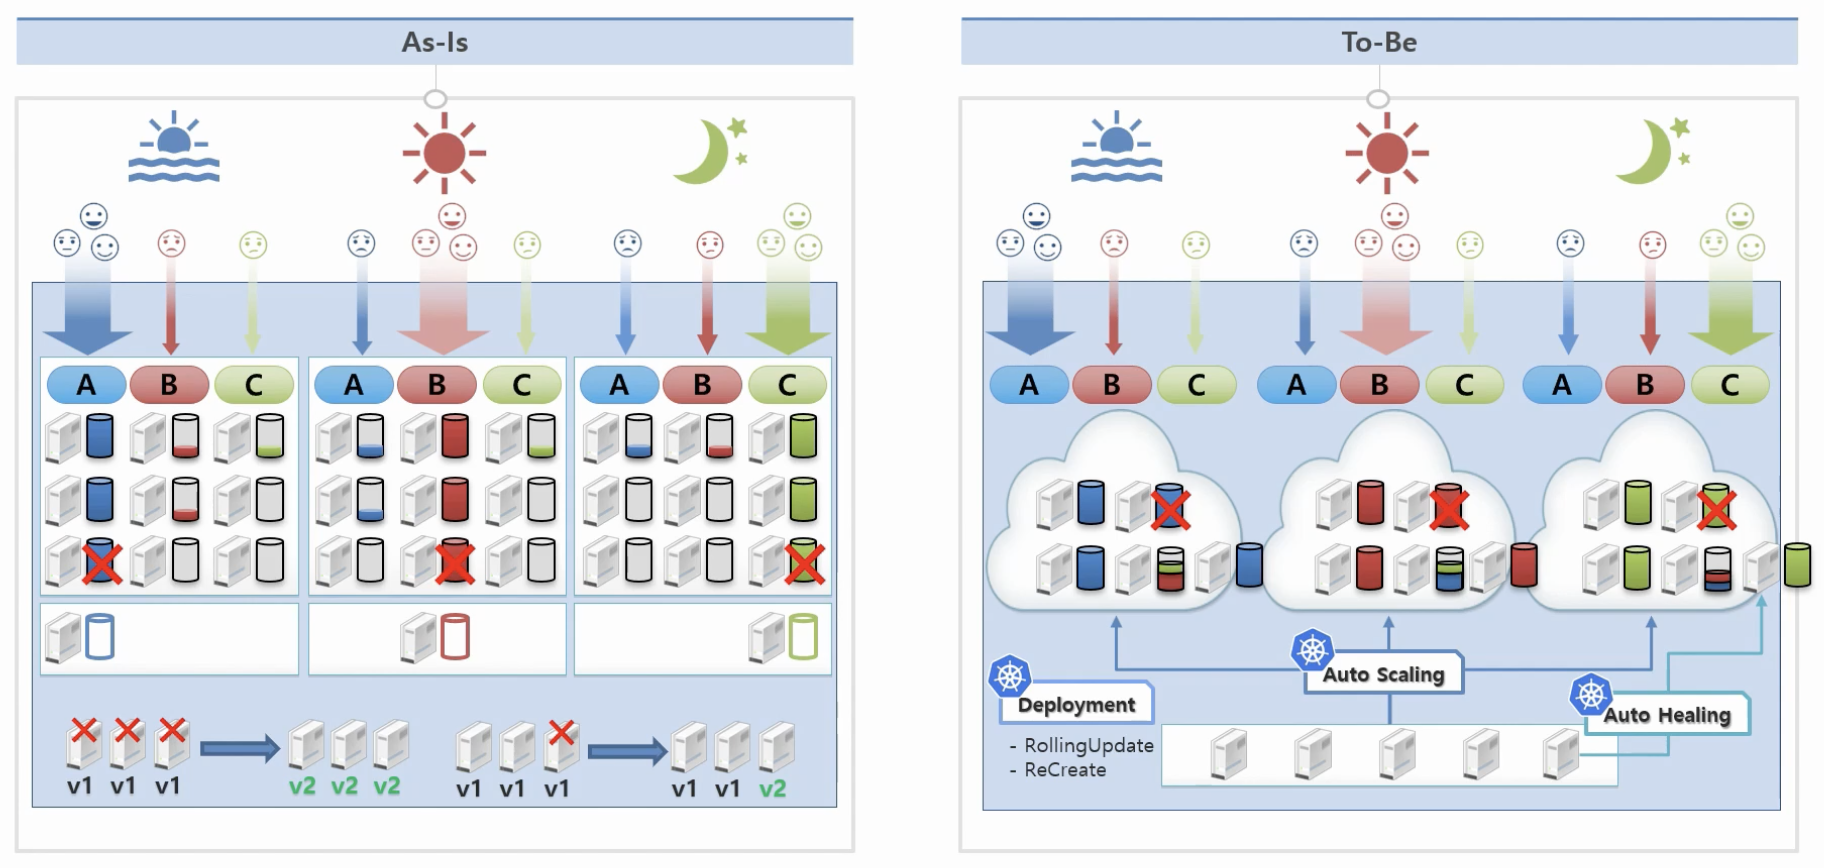 As-Is
A B C A B C A B C
v1 v1 v1 v2 v2 v2 v1 v1 v1 v1 v1 v2
To-Be
A B C A B C A B C
Auto Scaling
Deployment
Auto Healing
- RollingUpdate
- ReCreate